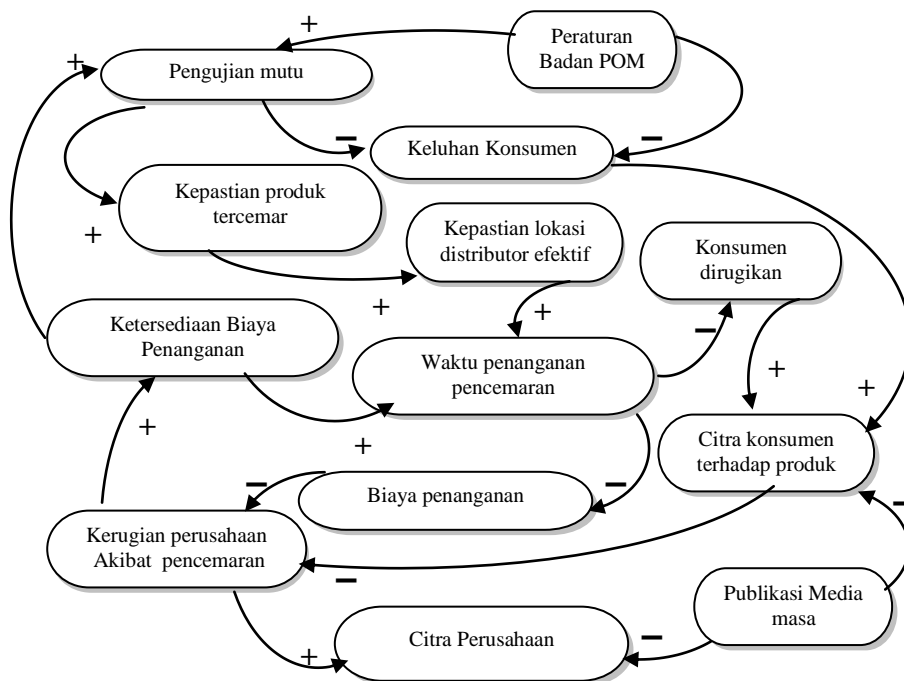 +
Peraturan
Badan POM
+
Pengujian mutu
−
−
Keluhan Konsumen
Kepastian produk
tercemar
+
Kepastian lokasi
distributor efektif
Konsumen
dirugikan
+
+
−
Ketersediaan Biaya
Penanganan
Waktu penanganan
pencemaran
+
+
+
+
Citra konsumen
terhadap produk
−
Biaya penanganan
−
−
Kerugian perusahaan
Akibat pencemaran
−
Publikasi Media
masa
+
Citra Perusahaan
−